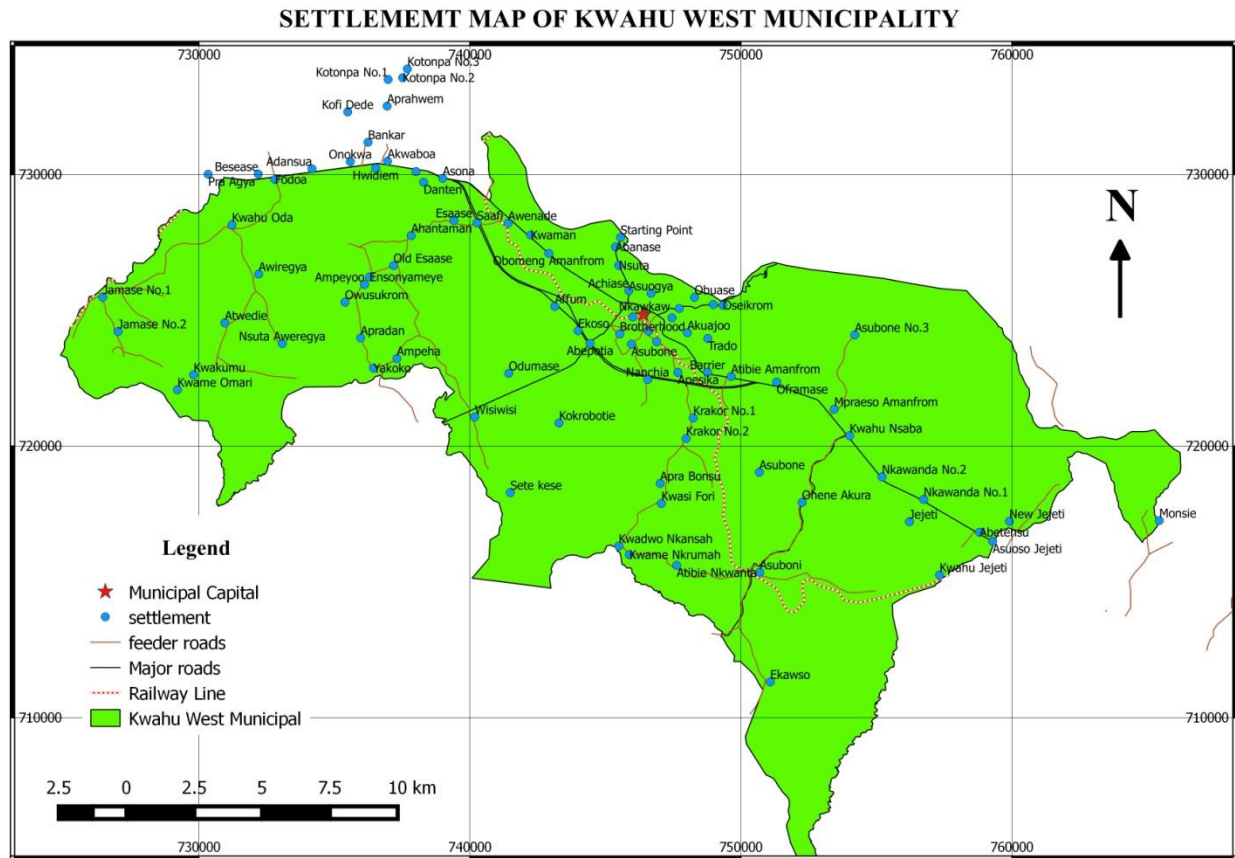 SETTLEMEMT MAP OF KWAHU WEST MUNICIPALITY
730000 740000 750000 760000
Kotonpa No.3
Kotonpa No.1
Kotonpa No.2
Kofi Dede
Aprahwem
Bankar
Onokwa
Akwaboa
Adansua
Besease
Hwidiem
Asona
730000
730000
Pra Agya
Fodoa
Danten
N
Kwahu Oda
Esaase
Saafi Awenade
Ahantaman
Kwaman
Starting Point
Abanase
Obomeng Amanfrom
Old Esaase
Nsuta
Awiregya
Ampeyoo
Ensonyameye
Achiase
Asuogya
Jamase No.1
Owusukrom
Affum
Obuase
Oseikrom
Nkawkaw
Atwedie
Jamase No.2
Nsuta Aweregya
Apradan
Ekoso
Brotherhood
Akuajoo
Asubone No.3
Abepotia
Asubone
Trado
Ampeha
Kwakumu
Yakoko
Odumase
Nanchia
Barrier
Apesika
Atibie Amanfrom
Oframase
Kwame Omari
Mpraeso Amanfrom
Wisiwisi
Kokrobotie
Krakor No.1
Krakor No.2
Kwahu Nsaba
720000
720000
Asubone
Nkawanda No.2
Apra Bonsu
Sete kese
Kwasi Fori
Ohene Akura
Nkawanda No.1
Jejeti
New Jejeti
Monsie
Abetensu
Asuoso Jejeti
Kwadwo Nkansah
Kwame Nkrumah
Atibie Nkwanta
Asuboni
Kwahu Jejeti
Ekawso
Legend
Municipal Capital
settlement
feeder roads
Major roads
Railway Line
Kwahu West Municipal
710000
710000
2.5 0 2.5 5 7.5 10 km
730000 740000 750000 760000